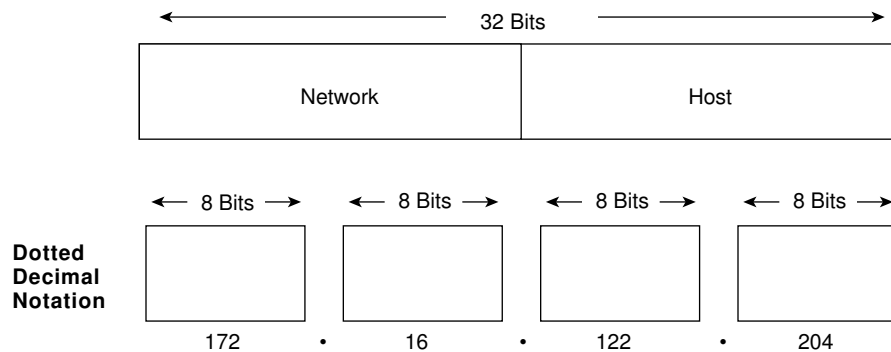 32 Bits
Network Host
8 Bits 8 Bits 8 Bits 8 Bits
Dotted
Decimal
Notation
172 • 16 • 122 • 204